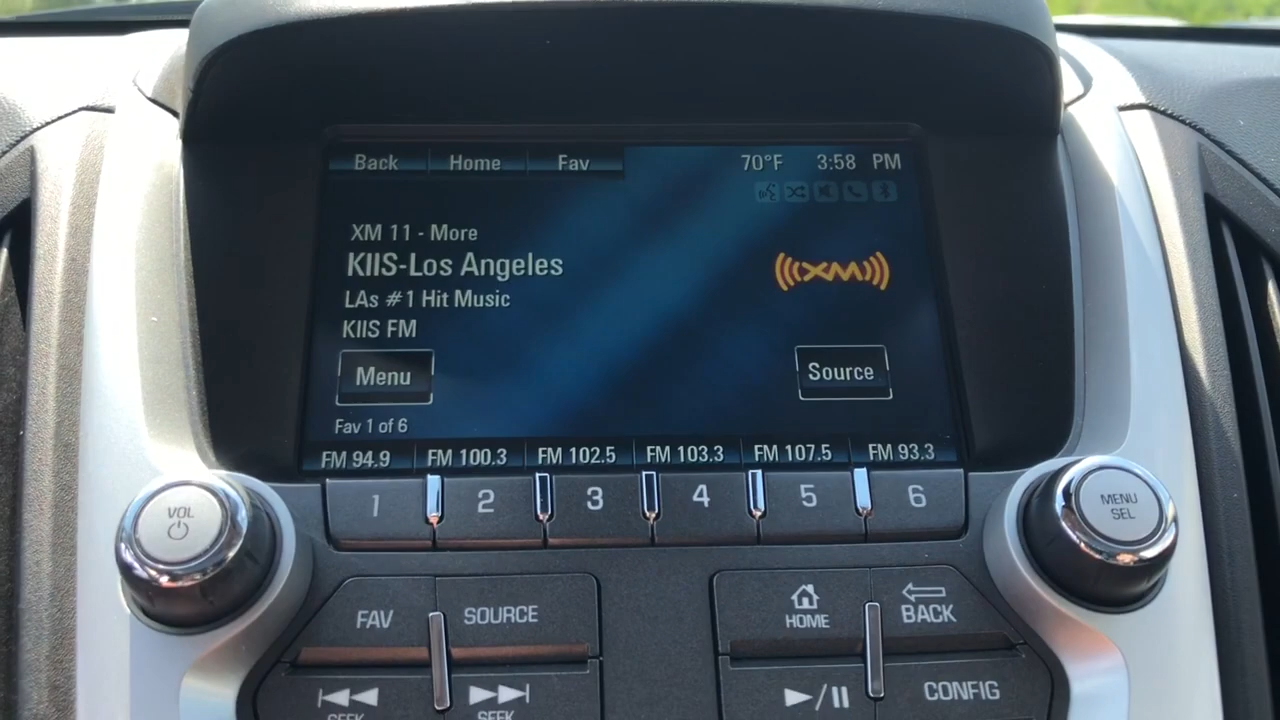 Back Home Fav 70°F 3:58 PM
XM 11 - More
KIIS-Los Angeles
XM
LAs #1 Hit Music
KIIS FM
Menu Source
Fav 1 of 6
FM 94.9 FM 100.3 FM 102.5 FM 103.3 FM 107.5 FM 93.3
1 2 3 4 5 6
VOL
MENU
SEL
FAV SOURCE
HOME BACK
SEEK SEEK
CONFIG